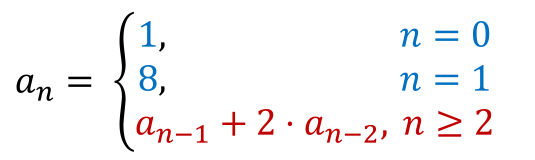 1, n = 0
aₙ = { 8, n = 1
aₙ₋₁ + 2 · aₙ₋₂, n ≥ 2